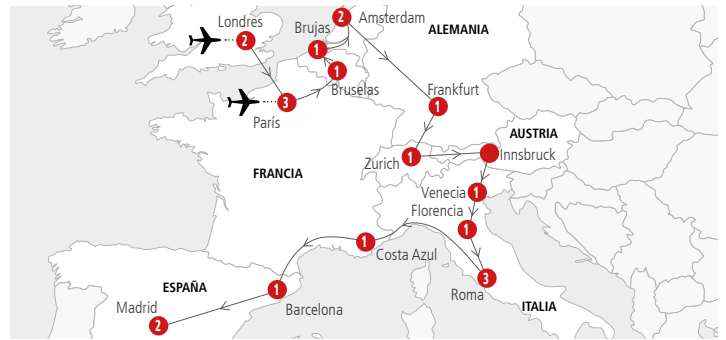 Londres
2
Brujas
1
2
Amsterdam
ALEMANIA
1
Bruselas
3
París
Frankfurt
1
AUSTRIA
1
Zurich
Innsbruck
FRANCIA
Venecia
1
Florencia
1
1
Costa Azul
3
Roma
ITALIA
ESPAÑA
1
Barcelona
Madrid
2